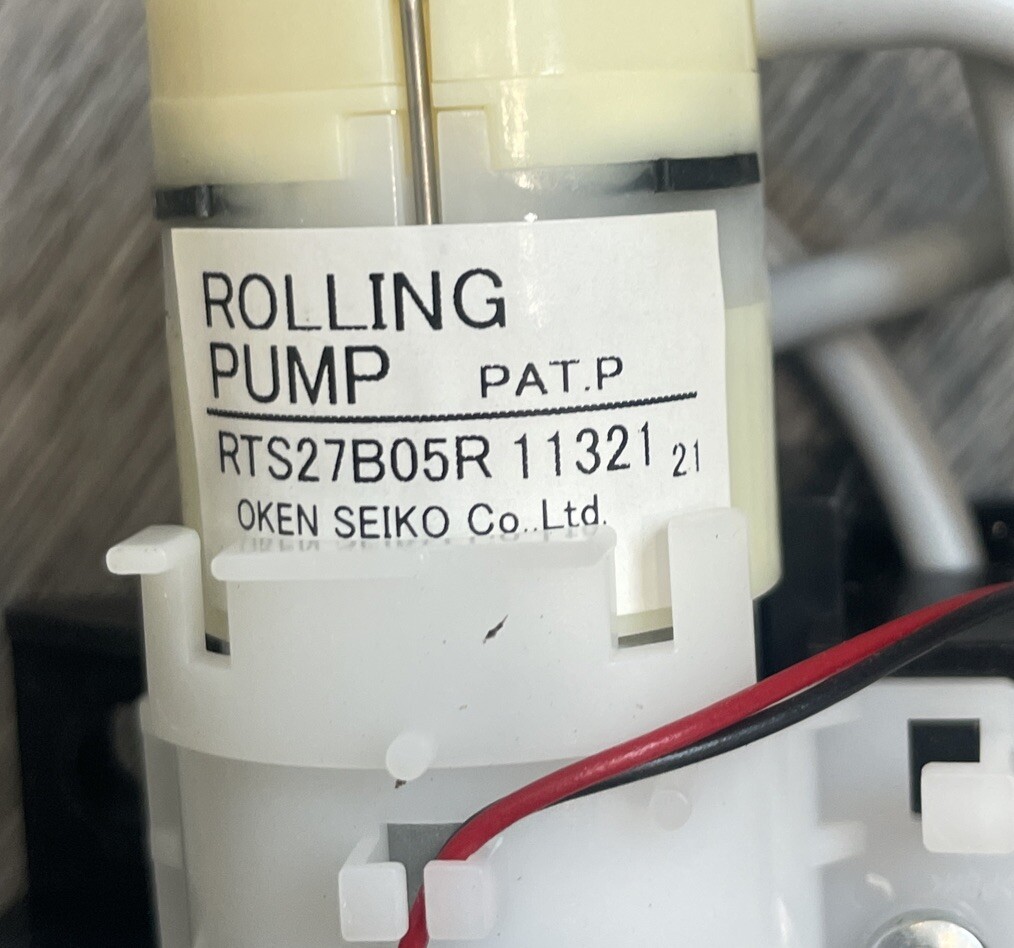 ROLLING
PUMP PAT.P
RTS27B05R 11321 21
OKEN SEIKO Co..Ltd.